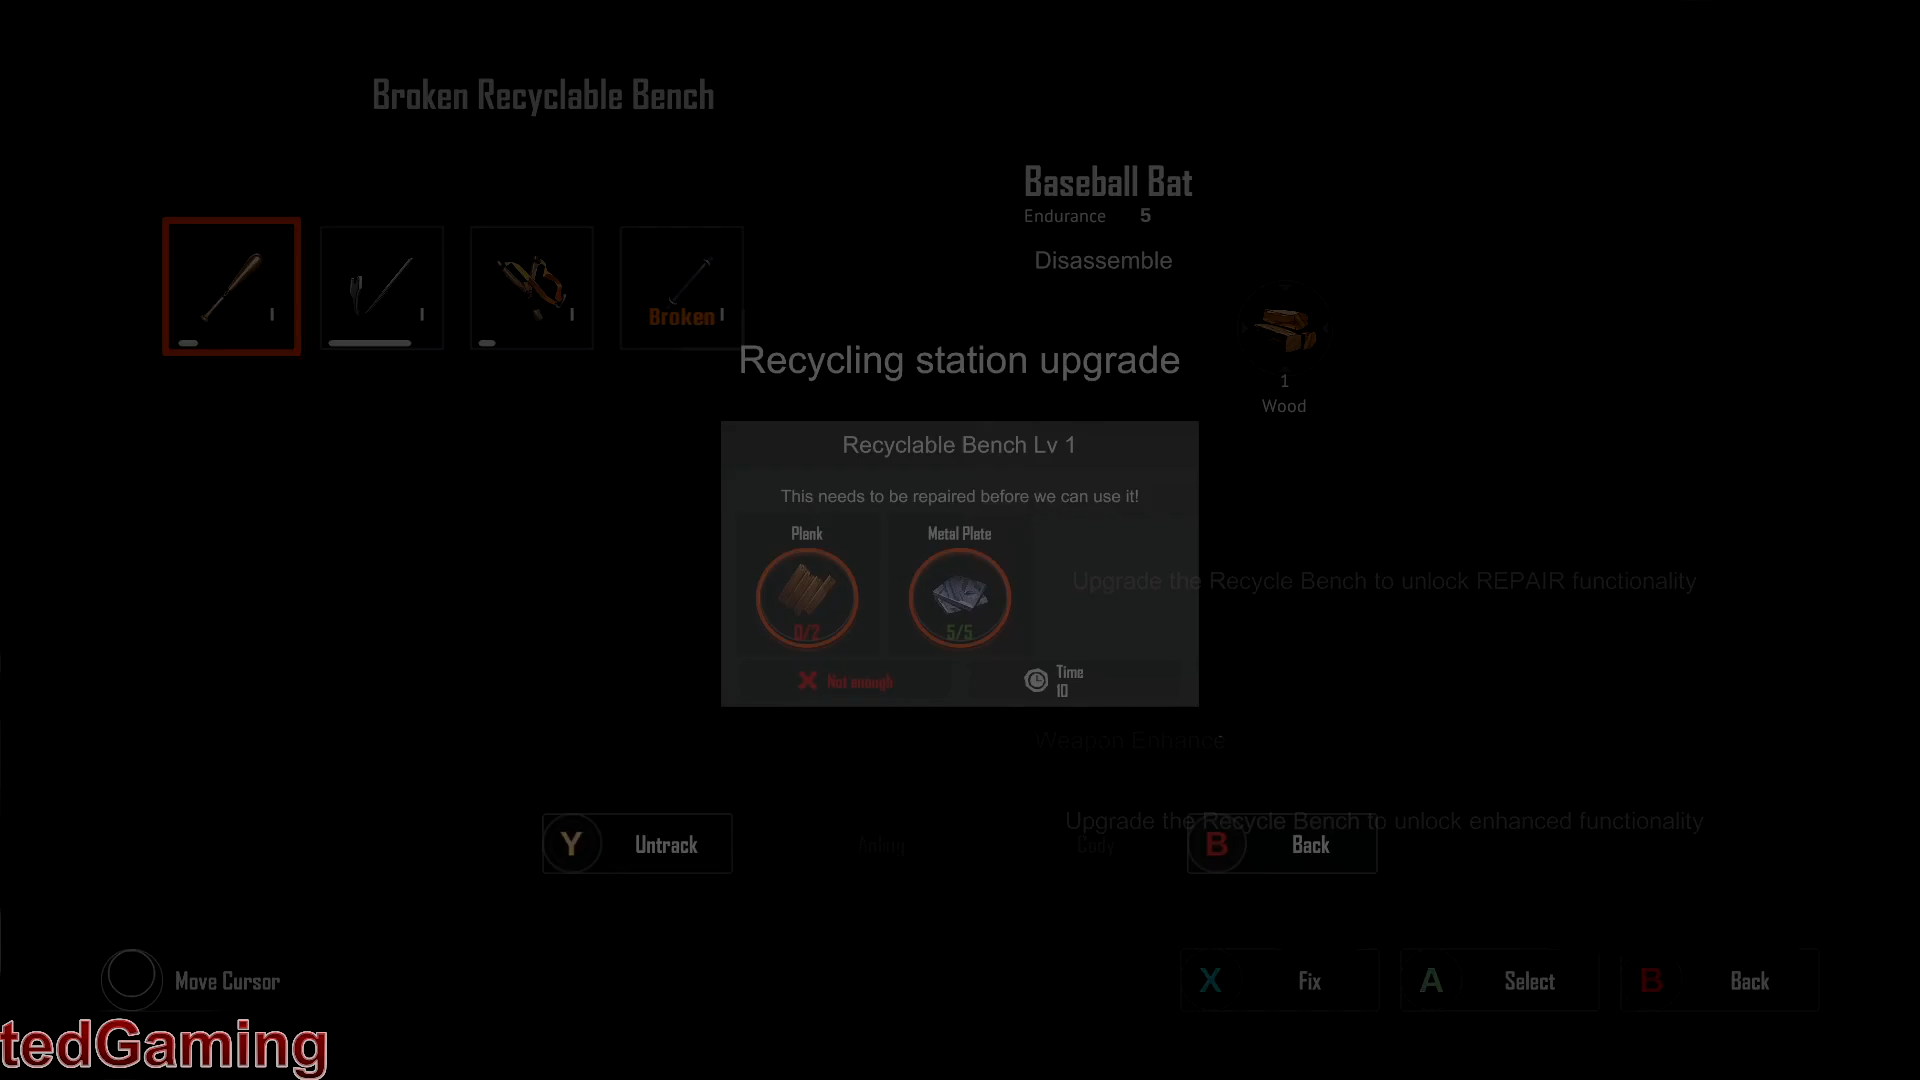 Broken Recyclable Bench
Baseball Bat
Endurance 5
Disassemble
I
I
I
Broken I
1
Wood
Recycling station upgrade
Recyclable Bench Lv 1
This needs to be repaired before we can use it!
Plank
Metal Plate
0/2
5/5
Not enough
Time
10
Upgrade the Recycle Bench to unlock REPAIR functionality
Weapon Enhance
Upgrade the Recycle Bench to unlock enhanced functionality
Y Untrack
Cody
B Back
Move Cursor
X Fix
A Select
B Back
tedGaming